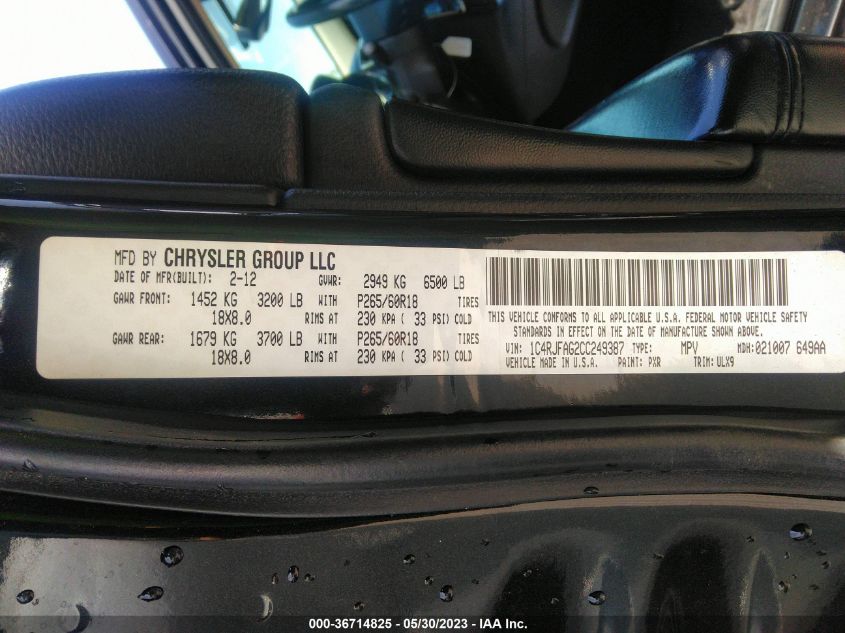 MFD BY CHRYSLER GROUP LLC
DATE OF MFR(BUILT): 2-12 GVWR: 2949 KG 6500 LB
GAWR FRONT: 1452 KG 3200 LB WITH P265/60R18 TIRES
18X8.0 RIMS AT 230 KPA ( 33 PSI) COLD
GAWR REAR: 1679 KG 3700 LB WITH P265/60R18 TIRES
18X8.0 RIMS AT 230 KPA ( 33 PSI) COLD
THIS VEHICLE CONFORMS TO ALL APPLICABLE U.S.A. FEDERAL MOTOR VEHICLE SAFETY
STANDARDS IN EFFECT ON THE DATE OF MANUFACTURE SHOWN ABOVE.
VIN: 1C4RJFAG2CC249387 TYPE: MPV MDH: 021007 649AA
VEHICLE MADE IN U.S.A. PAINT: PXR TRIM: ULX9
000-36714825 - 05/30/2023 - IAA Inc.